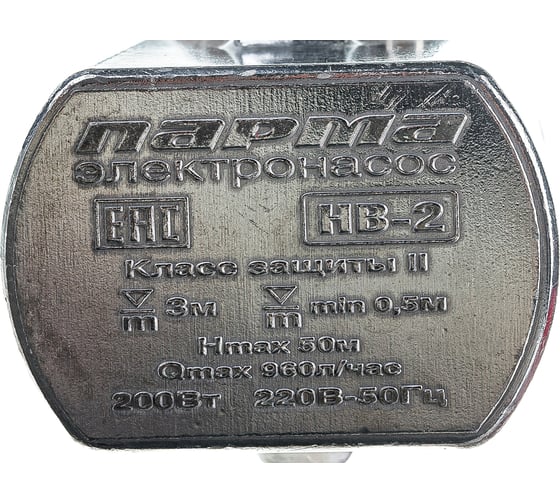 парма
электронасос
EAC НВ-2
Класс защиты II
m 3м m min 0,5м
Hmax 50м
Qmax 960л/час
200Вт 220В-50Гц